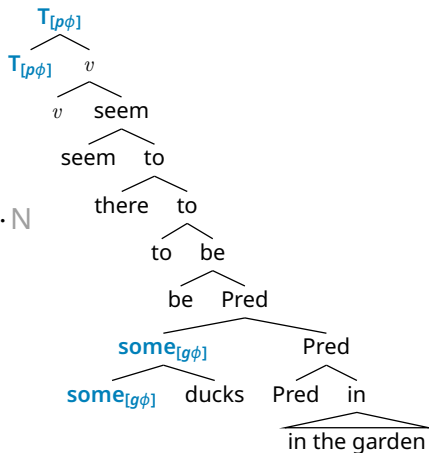 T[pϕ]
T[pϕ] v
v seem
seem to
there to
· N
to be
be Pred
some[gϕ] Pred
some[gϕ] ducks Pred in
in the garden